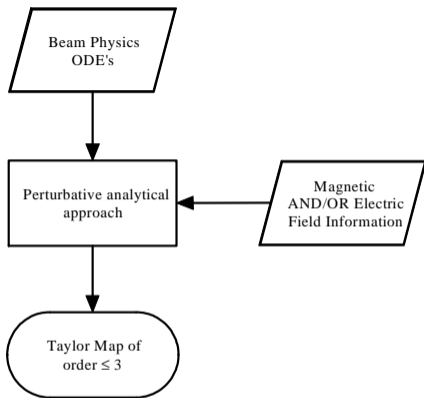 Beam Physics
ODE's
Perturbative analytical
approach
Magnetic
AND/OR Electric
Field Information
Taylor Map of
order ≤ 3